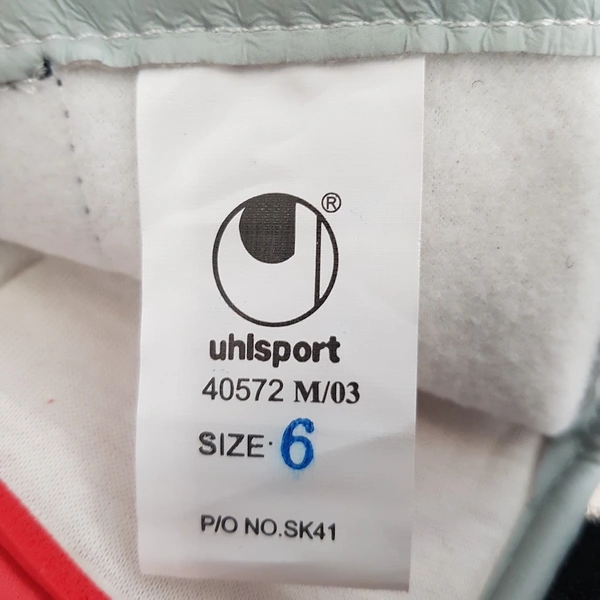 ®
uhlsport
40572 M/03
SIZE· 6
P/O NO.SK41